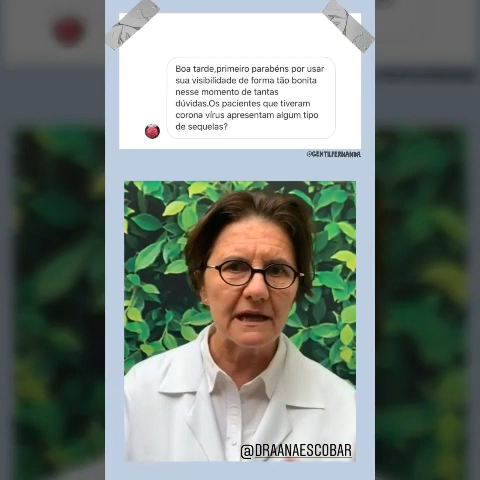 Boa tarde,primeiro parabéns por usar
sua visibilidade de forma tão bonita
nesse momento de tantas
dúvidas.Os pacientes que tiveram
corona vírus apresentam algum tipo
de sequelas?
@GENTILFERNANDA
@DRAANAESCOBAR